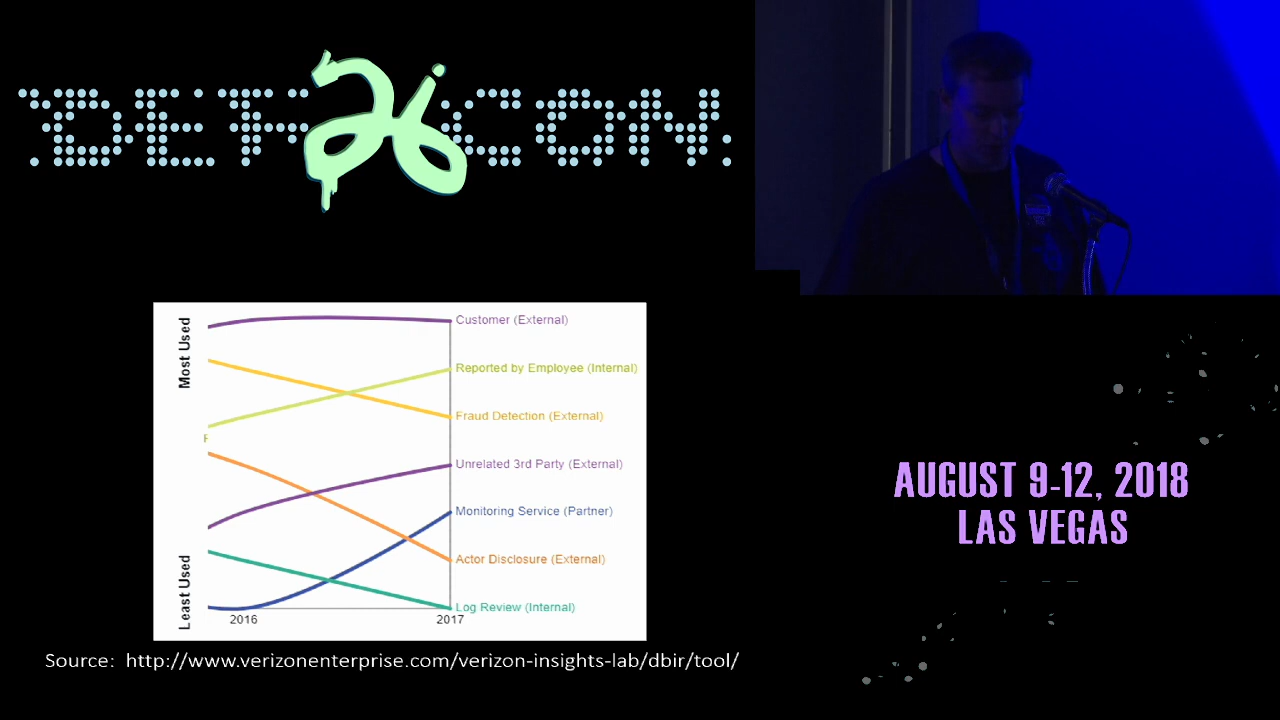 DEF 26 CON
Most Used
Least Used
Customer (External)
Reported by Employee (Internal)
Fraud Detection (External)
F
Unrelated 3rd Party (External)
Monitoring Service (Partner)
Actor Disclosure (External)
Log Review (Internal)
2016
2017
Source: http://www.verizonenterprise.com/verizon-insights-lab/dbir/tool/
AUGUST 9-12, 2018
LAS VEGAS